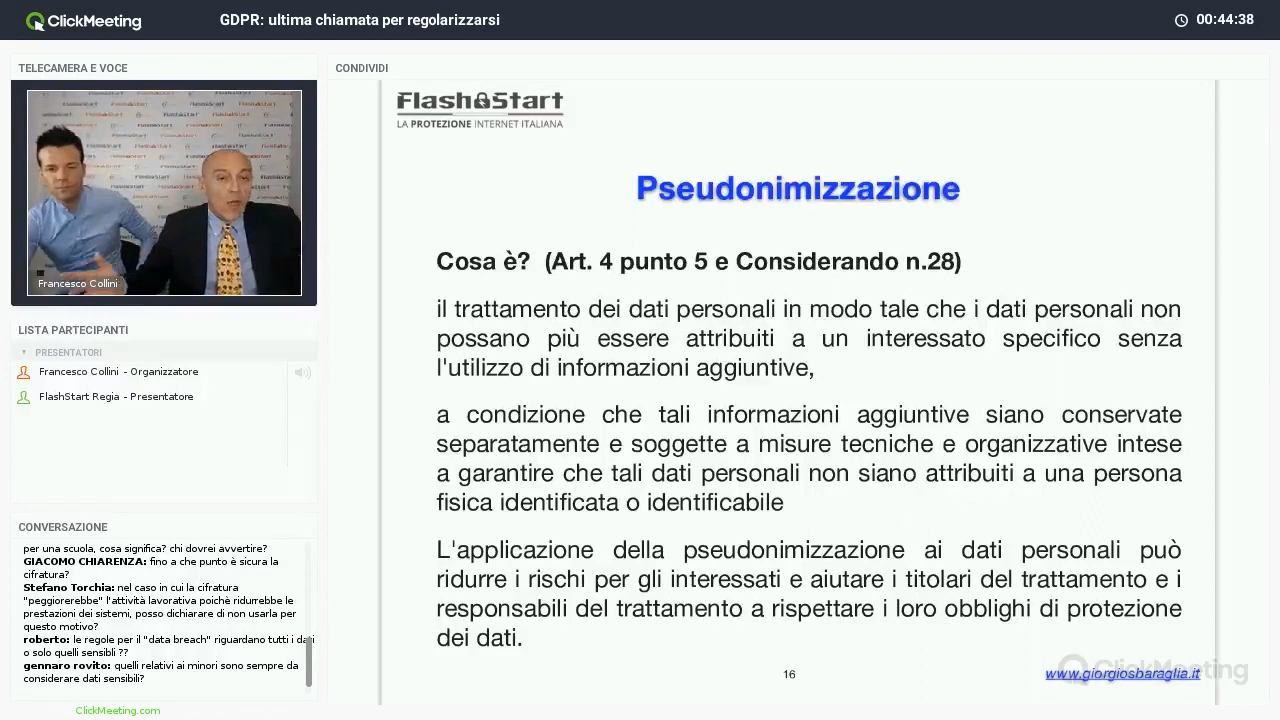 ClickMeeting
GDPR: ultima chiamata per regolarizzarsi
00:44:38
TELECAMERA E VOCE
Francesco Collini
LISTA PARTECIPANTI
PRESENTATORI
Francesco Collini - Organizzatore
FlashStart Regia - Presentatore
CONVERSAZIONE
per una scuola, cosa significa? chi dovrei avvertire?
GIACOMO CHIARENZA: fino a che punto è sicura la
cifratura?
Stefano Torchia: nel caso in cui la cifratura
"peggiorerebbe" l'attività lavorativa poichè ridurrebbe le
prestazioni dei sistemi, posso dichiarare di non usarla per
questo motivo?
roberto: le regole per il "data breach" riguardano tutti i dati
o solo quelli sensibli ??
gennaro rovito: quelli relativi ai minori sono sempre da
considerare dati sensibili?
ClickMeeting.com
CONDIVIDI
FlashStart
LA PROTEZIONE INTERNET ITALIANA
Pseudonimizzazione
Cosa è? (Art. 4 punto 5 e Considerando n.28)
il trattamento dei dati personali in modo tale che i dati personali non
possano più essere attribuiti a un interessato specifico senza
l'utilizzo di informazioni aggiuntive,
a condizione che tali informazioni aggiuntive siano conservate
separatamente e soggette a misure tecniche e organizzative intese
a garantire che tali dati personali non siano attribuiti a una persona
fisica identificata o identificabile
L'applicazione della pseudonimizzazione ai dati personali può
ridurre i rischi per gli interessati e aiutare i titolari del trattamento e i
responsabili del trattamento a rispettare i loro obblighi di protezione
dei dati.
16
www.giorgiosbaraglia.it
ClickMeeting